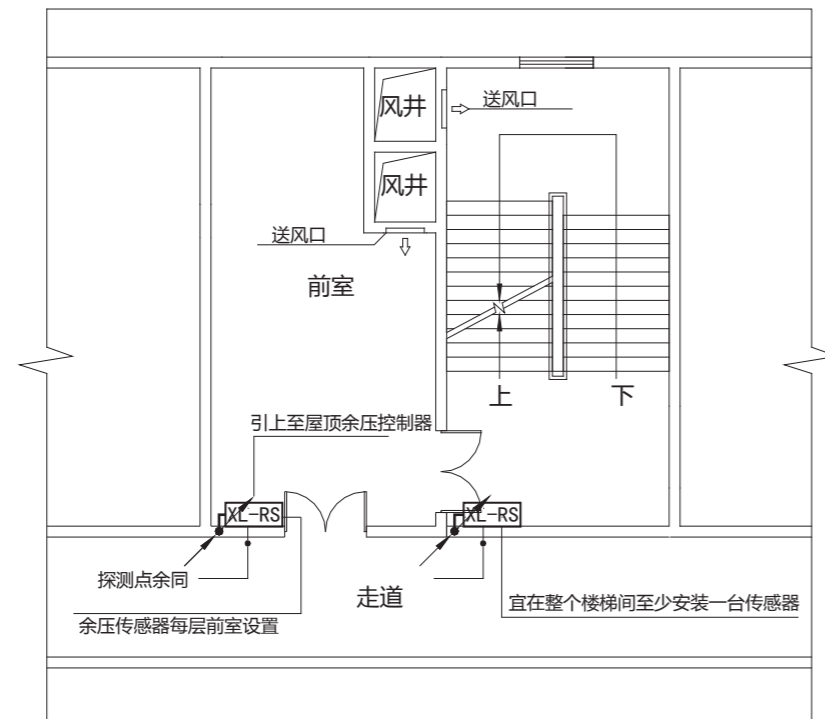 风井
送风口
风井
送风口
前室
上
下
引上至屋顶余压控制器
XL-RS
XL-RS
探测点余同
走道
宜在整个楼梯间至少安装一台传感器
余压传感器每层前室设置